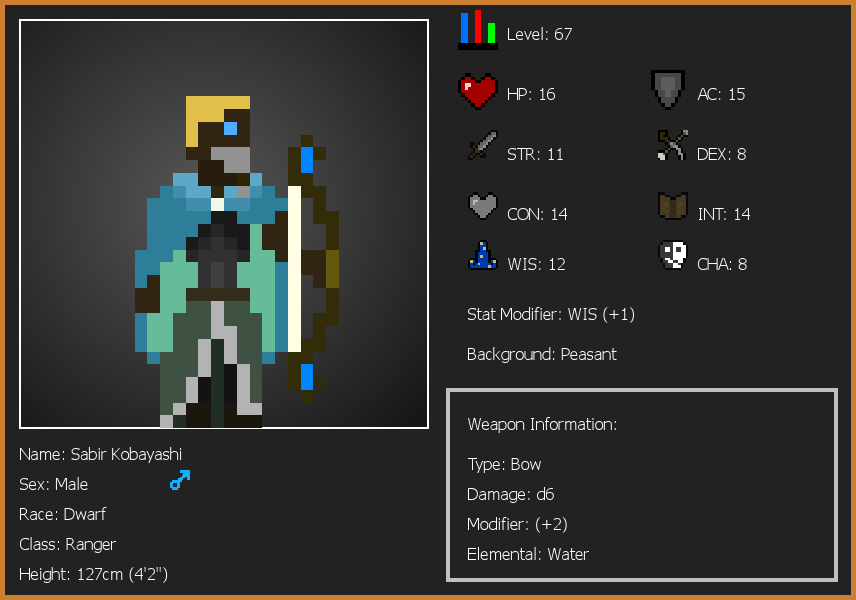 Level: 67
HP: 16
AC: 15
STR: 11
DEX: 8
CON: 14
INT: 14
WIS: 12
CHA: 8
Stat Modifier: WIS (+1)
Background: Peasant
Weapon Information:
Type: Bow
Damage: d6
Modifier: (+2)
Elemental: Water
Name: Sabir Kobayashi
Sex: Male
Race: Dwarf
Class: Ranger
Height: 127cm (4'2")